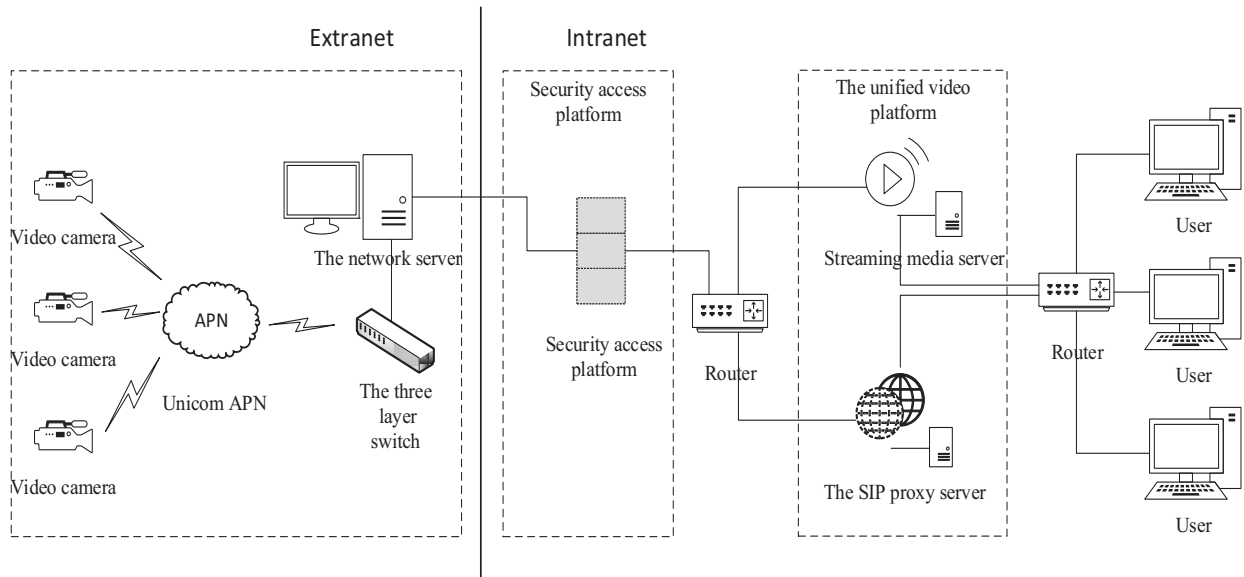 Extranet
Intranet
Security access
platform
The unified video
platform
Video camera
The network server
Streaming media server
User
APN
Video camera
Unicom APN
The three
layer
switch
Security access
platform
Router
Router
User
Video camera
The SIP proxy server
User